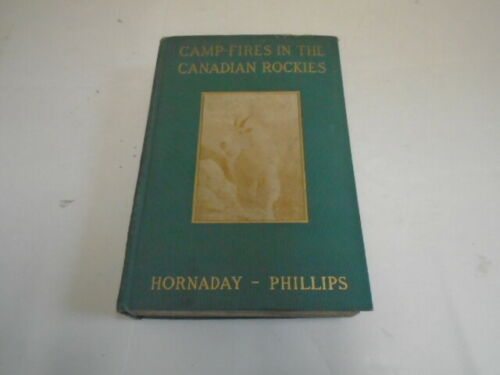 CAMP-FIRES IN THE
CANADIAN ROCKIES
HORNADAY - PHILLIPS